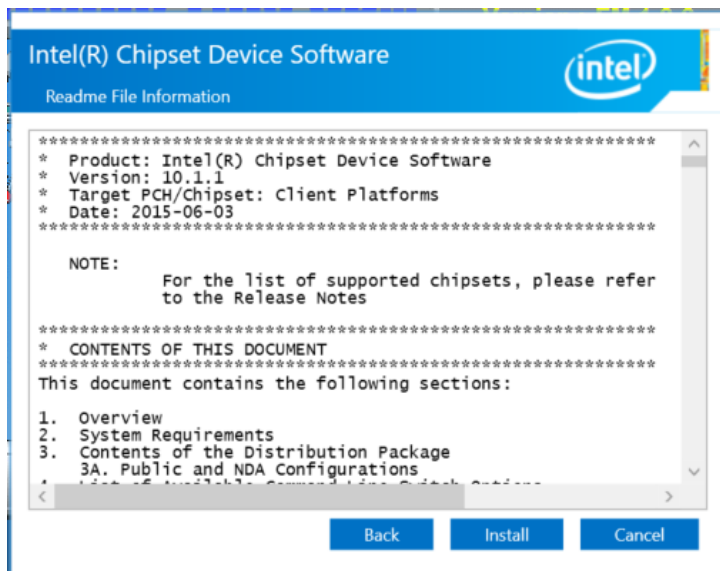 Intel(R) Chipset Device Software
intel
Readme File Information
************************************************************
*  Product: Intel(R) Chipset Device Software
*  Version: 10.1.1
*  Target PCH/Chipset: Client Platforms
*  Date: 2015-06-03
************************************************************
NOTE:
For the list of supported chipsets, please refer
to the Release Notes
************************************************************
*  CONTENTS OF THIS DOCUMENT
************************************************************
This document contains the following sections:
1.  Overview
2.  System Requirements
3.  Contents of the Distribution Package
3A. Public and NDA Configurations
Back
Install
Cancel